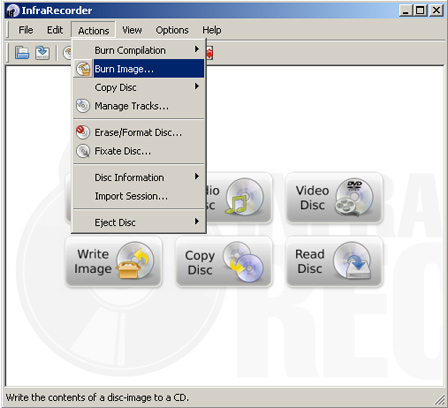 InfraRecorder
File Edit Actions View Options Help
Burn Compilation
Burn Image...
Copy Disc
Manage Tracks...
Erase/Format Disc...
Fixate Disc...
Disc Information
Import Session...
Eject Disc
Video
Disc
DVD
Write
Image
Copy
Disc
Read
Disc
Write the contents of a disc-image to a CD.